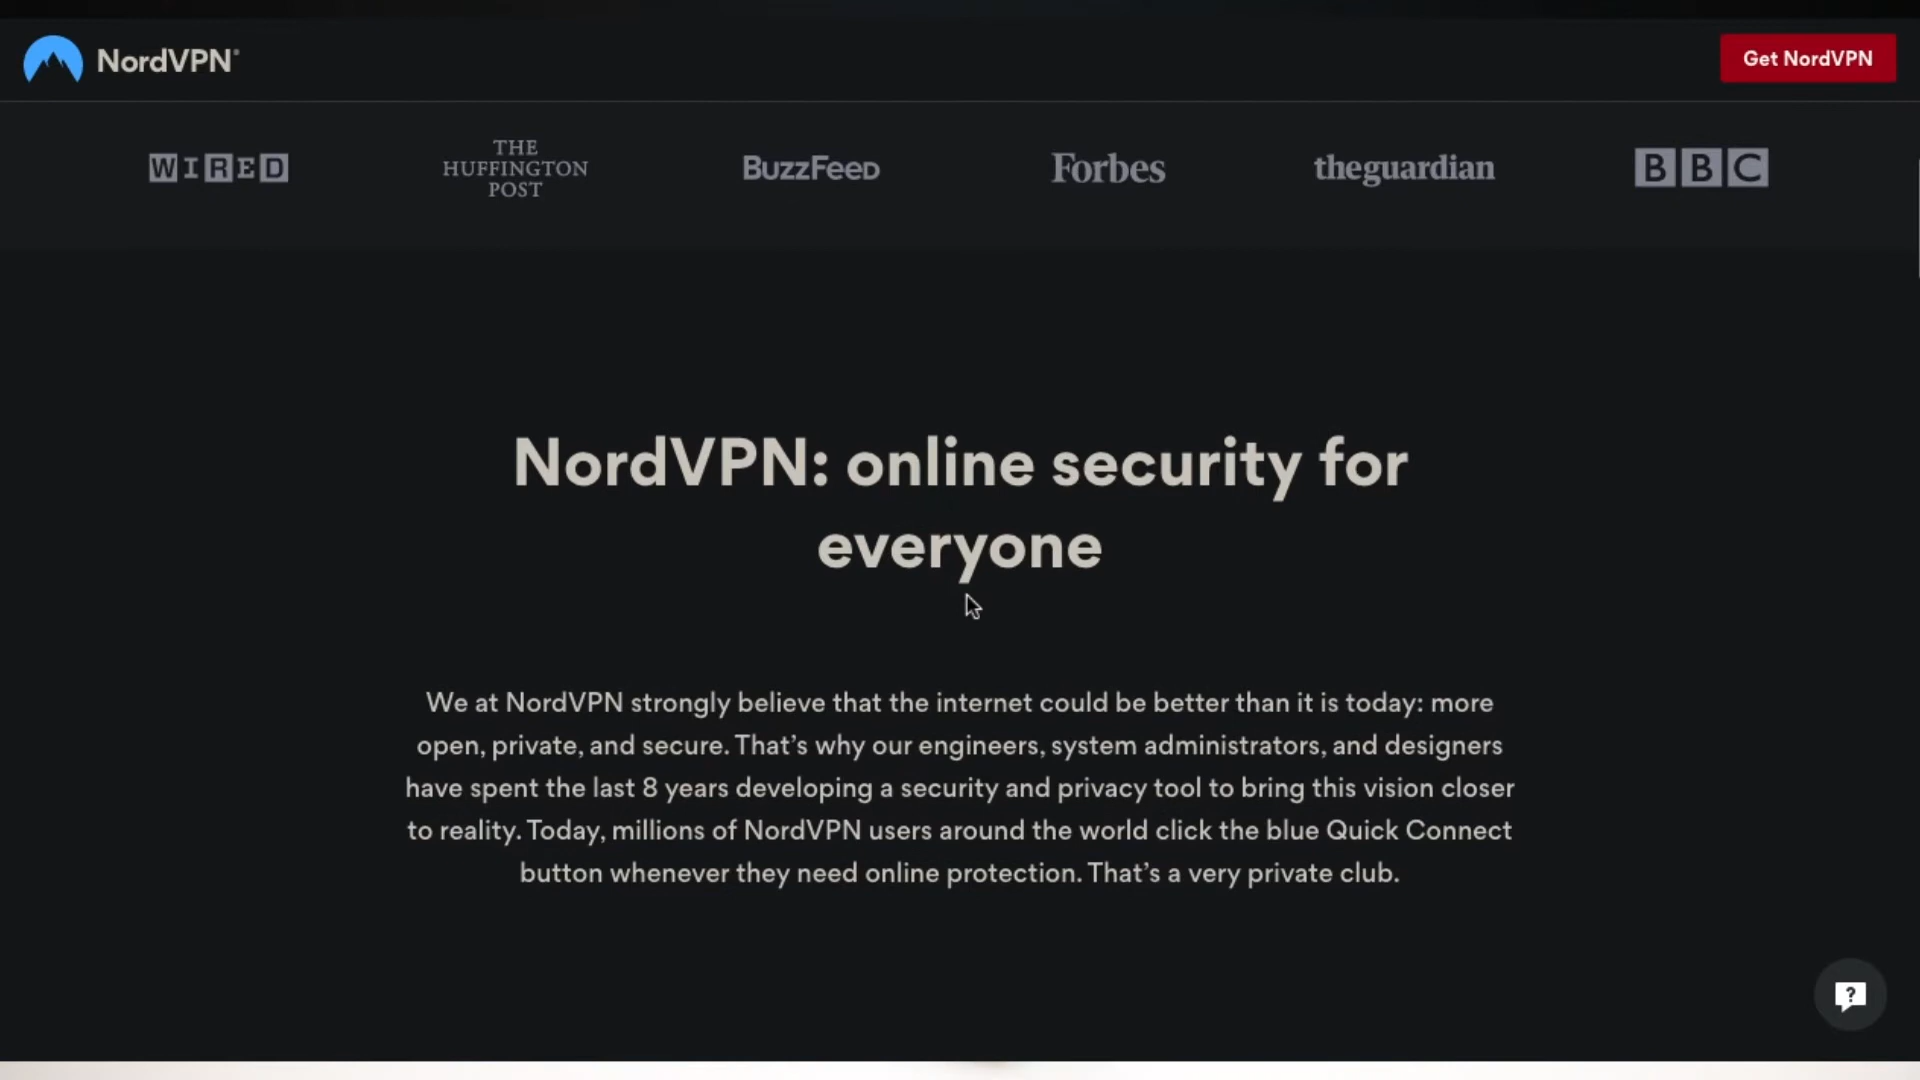 NordVPN®
Get NordVPN
WIRED
THE
HUFFINGTON
POST
BuzzFeed
Forbes
theguardian
BBC
NordVPN: online security for
everyone
We at NordVPN strongly believe that the internet could be better than it is today: more
open, private, and secure. That’s why our engineers, system administrators, and designers
have spent the last 8 years developing a security and privacy tool to bring this vision closer
to reality. Today, millions of NordVPN users around the world click the blue Quick Connect
button whenever they need online protection. That’s a very private club.
?